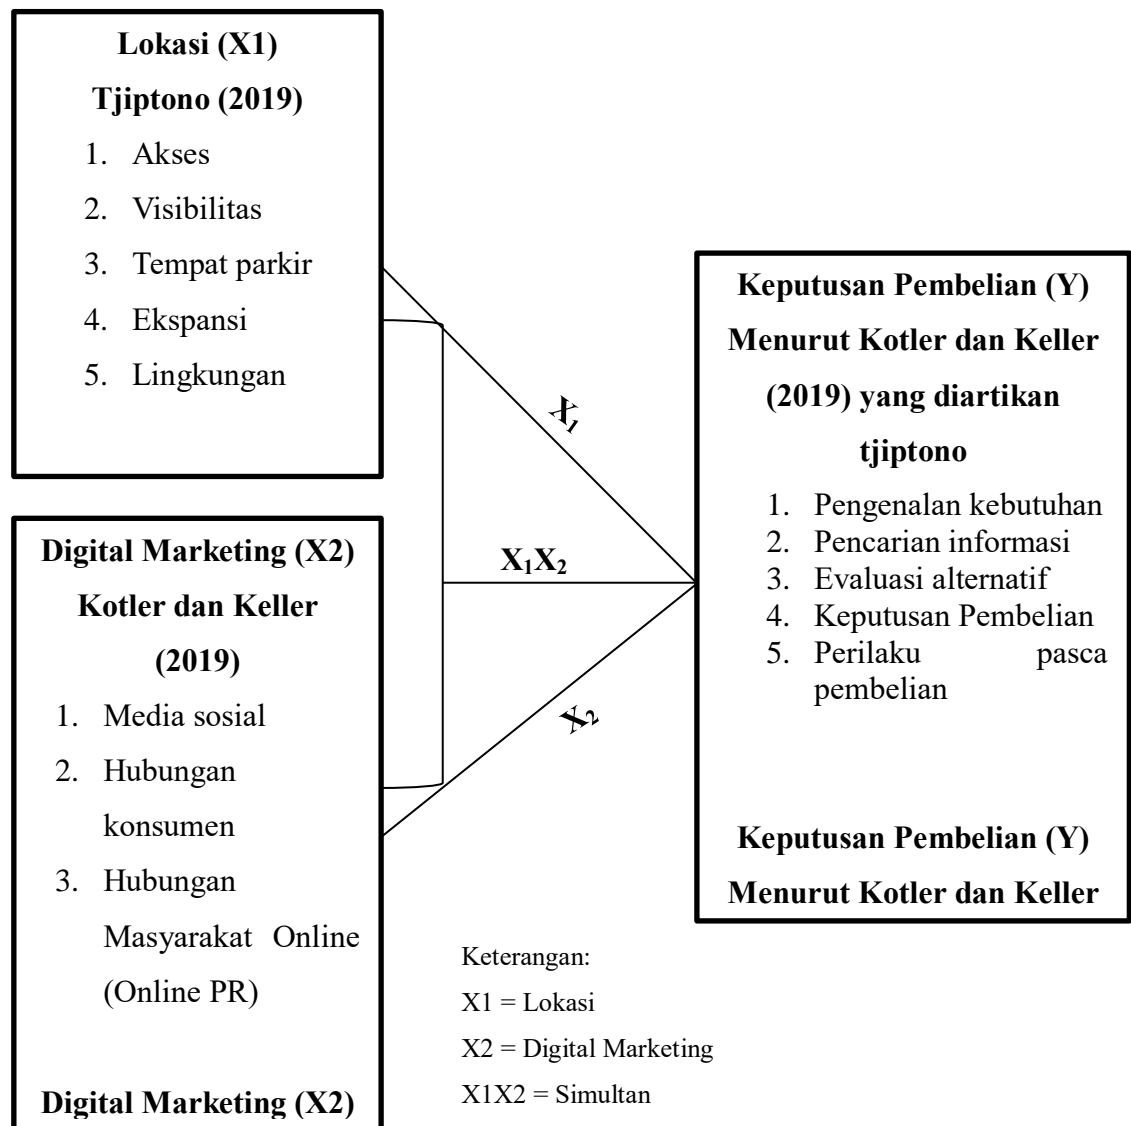 Lokasi (X1)
Tjiptono (2019)
1. Akses
2. Visibilitas
3. Tempat parkir
4. Ekspansi
5. Lingkungan
Digital Marketing (X2)
Kotler dan Keller
(2019)
1. Media sosial
2. Hubungan
konsumen
3. Hubungan
Masyarakat Online
(Online PR)
Digital Marketing (X2)
X₁
X₁X₂
X₂
Keputusan Pembelian (Y)
Menurut Kotler dan Keller
(2019) yang diartikan
tjiptono
1. Pengenalan kebutuhan
2. Pencarian informasi
3. Evaluasi alternatif
4. Keputusan Pembelian
5. Perilaku pasca
pembelian
Keputusan Pembelian (Y)
Menurut Kotler dan Keller
Keterangan:
X1 = Lokasi
X2 = Digital Marketing
X1X2 = Simultan